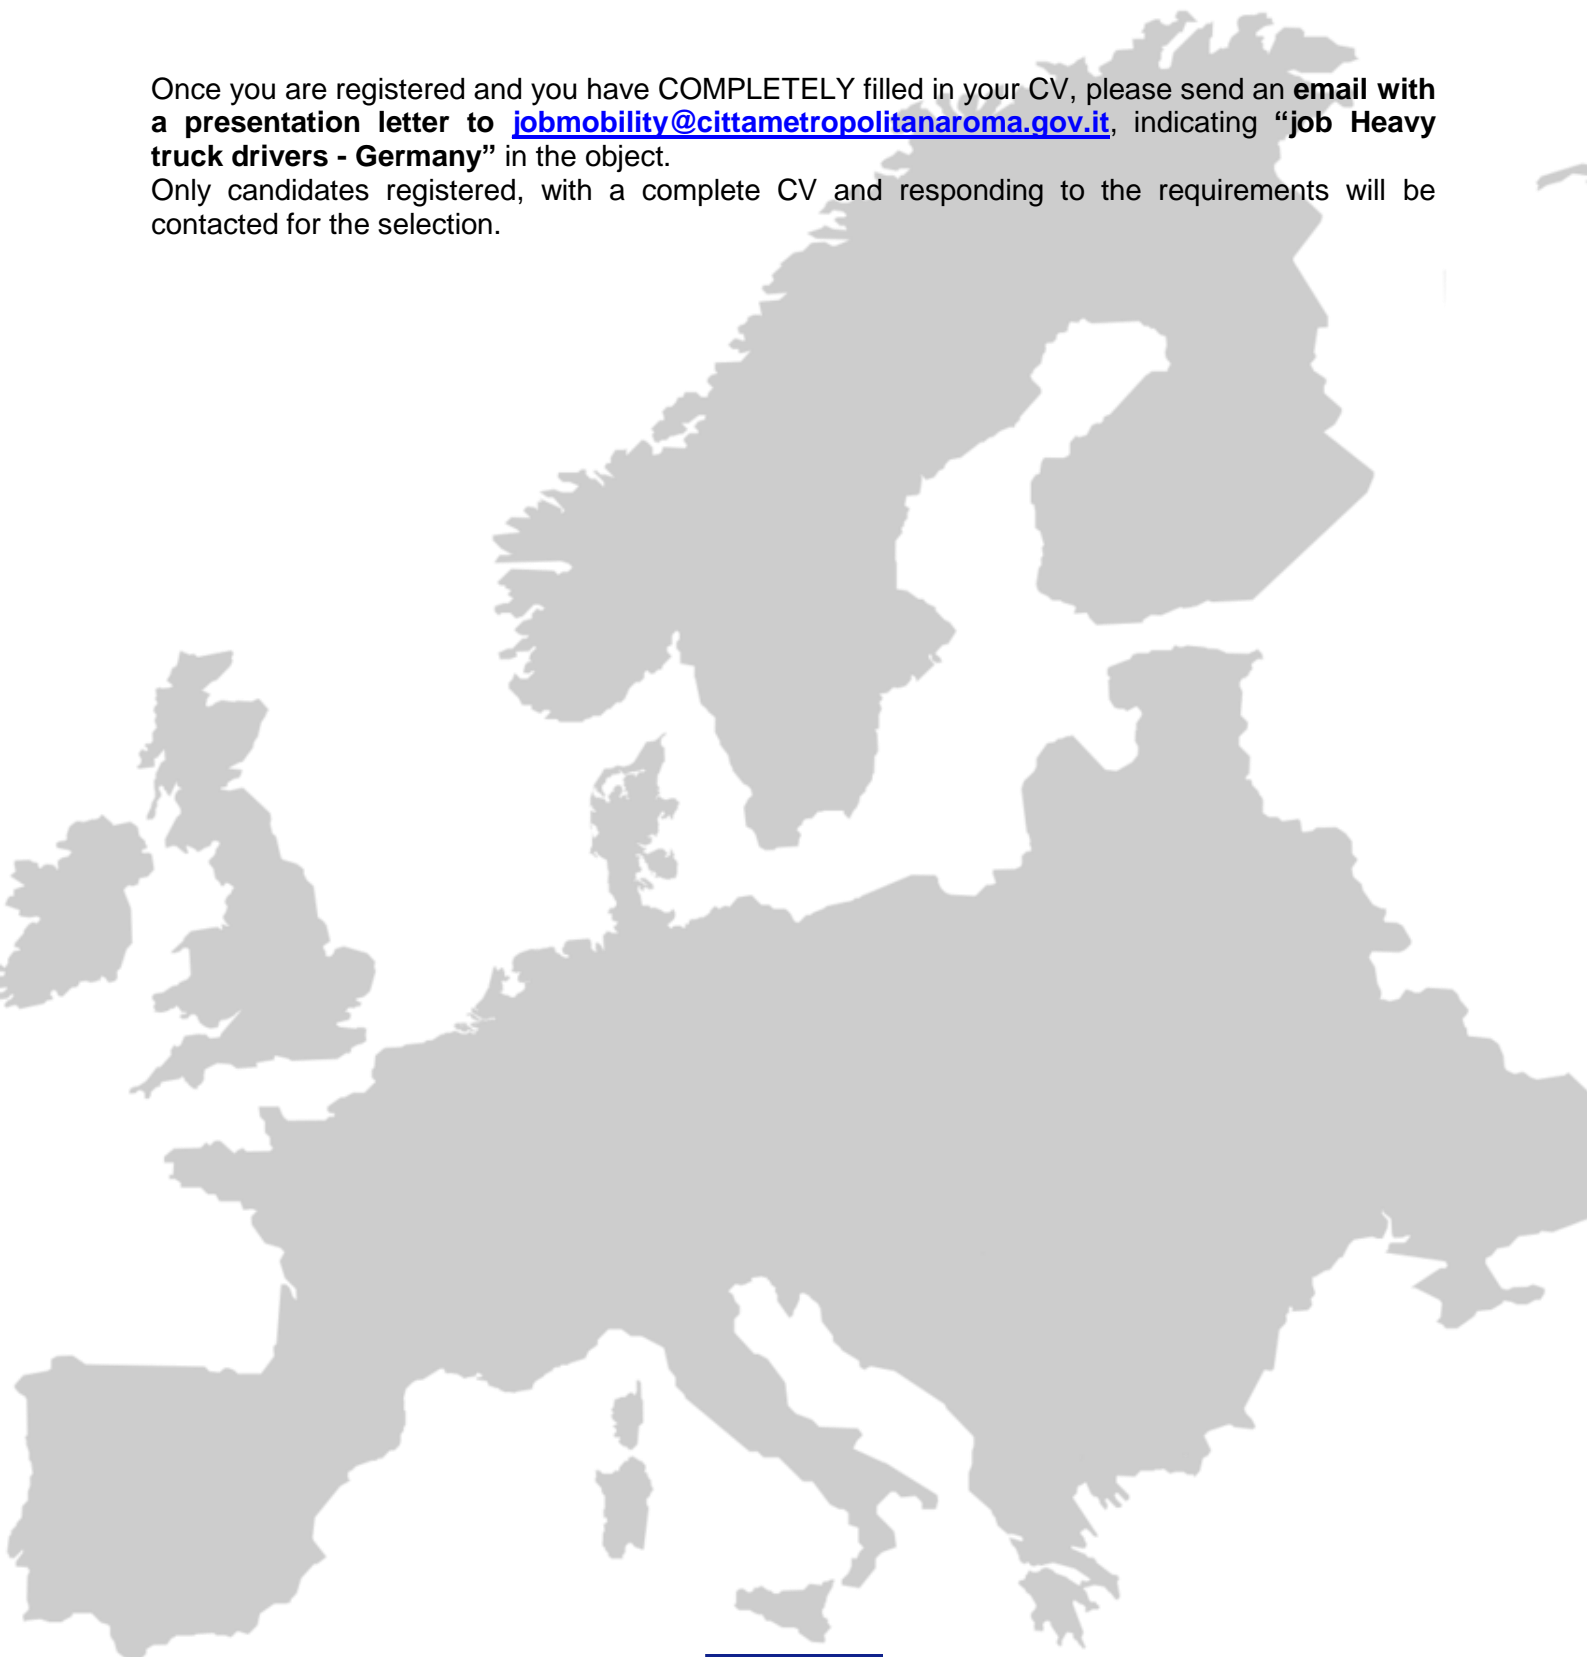 Once you are registered and you have COMPLETELY filled in your CV, please send an email with
a presentation letter to jobmobility@cittametropolitanaroma.gov.it, indicating “job Heavy
truck drivers - Germany” in the object.
Only candidates registered, with a complete CV and responding to the requirements will be
contacted for the selection.